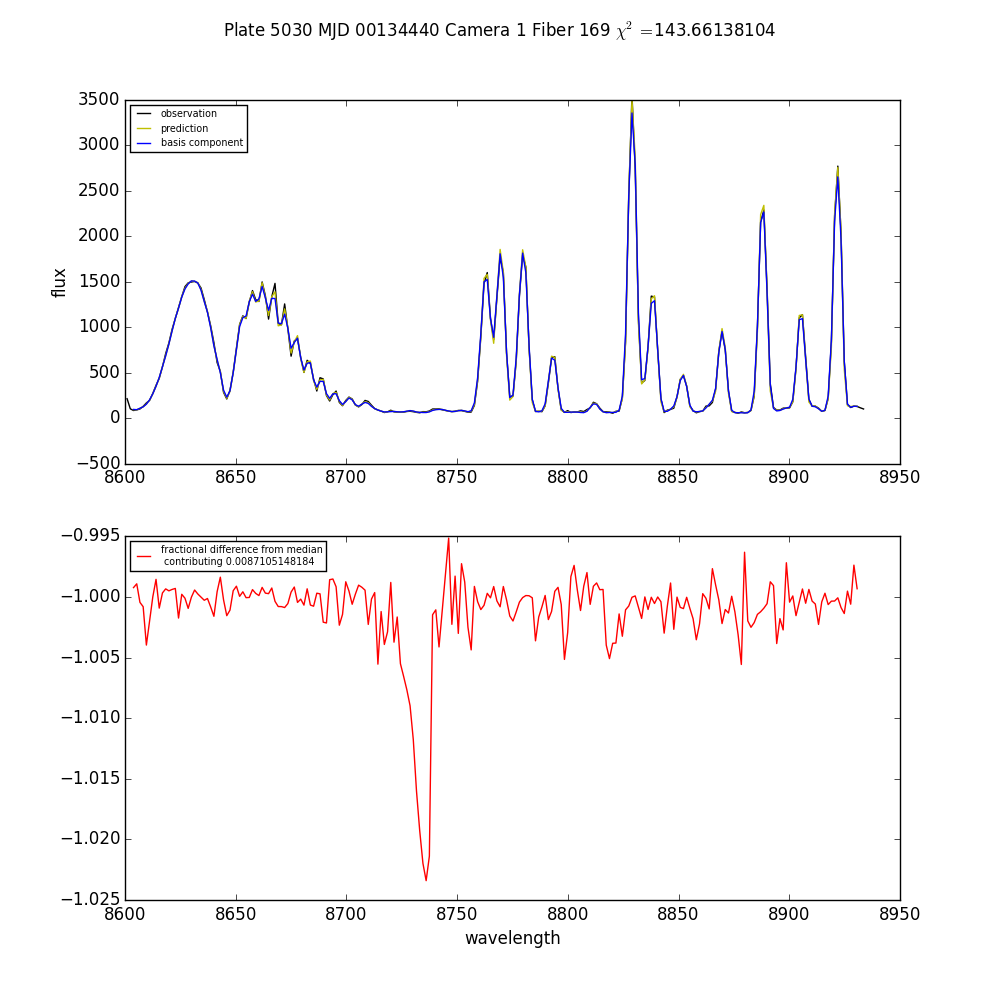 Plate 5030 MJD 00134440 Camera 1 Fiber 169 χ² =143.66138104
3500
3000
2500
2000
1500
1000
500
0
−500
flux
observation
prediction
basis component
8600 8650 8700 8750 8800 8850 8900 8950
−0.995
−1.000
−1.005
−1.010
−1.015
−1.020
−1.025
fractional difference from median
contributing 0.0087105148184
8600 8650 8700 8750 8800 8850 8900 8950
wavelength